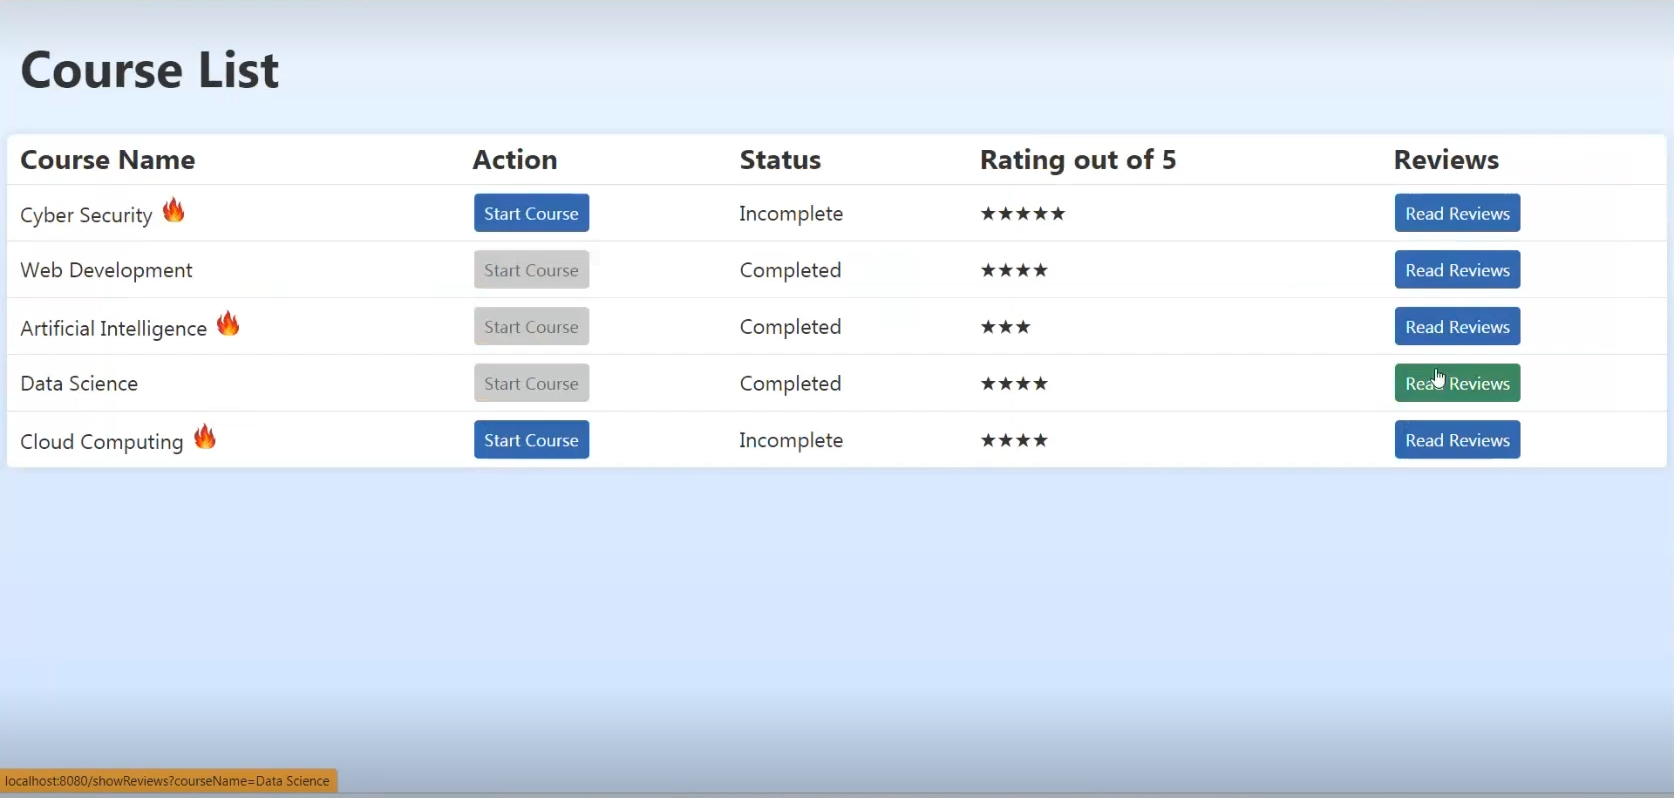 Course List
Course Name Action Status Rating out of 5 Reviews
Cyber Security 🔥 Start Course Incomplete ★★★★★ Read Reviews
Web Development Start Course Completed ★★★★ Read Reviews
Artificial Intelligence 🔥 Start Course Completed ★★★ Read Reviews
Data Science Start Course Completed ★★★★ Read Reviews
Cloud Computing 🔥 Start Course Incomplete ★★★★ Read Reviews
localhost:8080/showReviews?courseName=Data Science